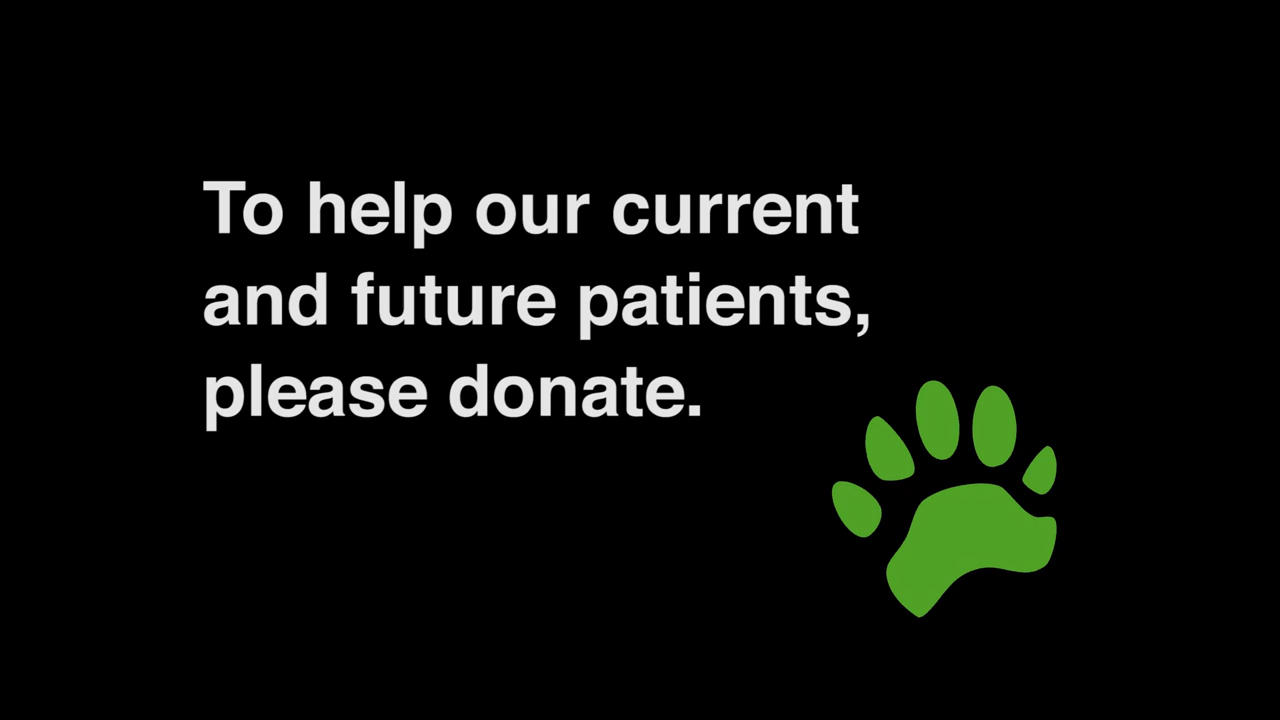 To help our current
and future patients,
please donate.